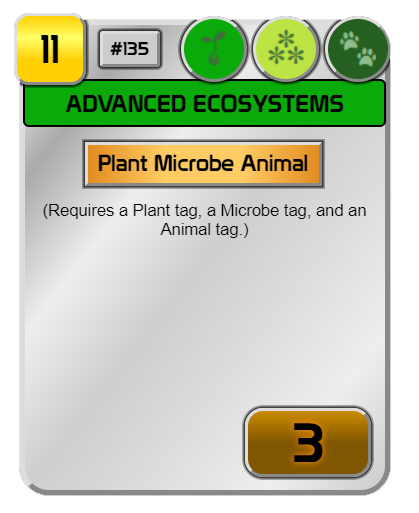 11
#135
ADVANCED ECOSYSTEMS
Plant Microbe Animal
(Requires a Plant tag, a Microbe tag, and an
Animal tag.)
3